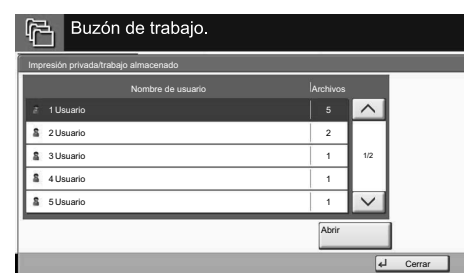 Buzón de trabajo.
Impresión privada/trabajo almacenado
Nombre de usuario Archivos
1 Usuario 5
2 Usuario 2
3 Usuario 1
1/2
4 Usuario 1
5 Usuario 1
Abrir
Cerrar